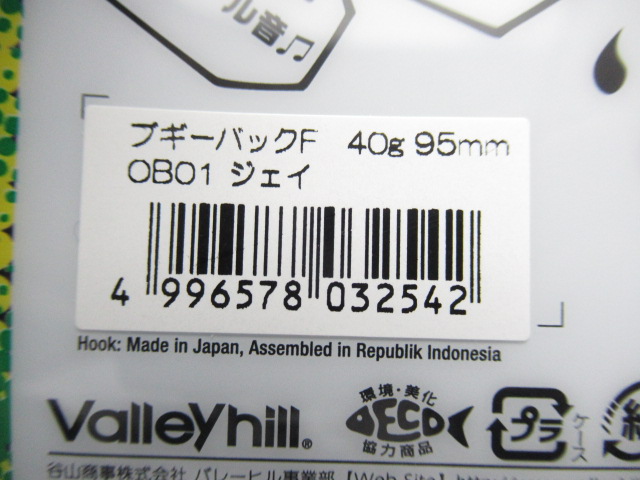 ル音♫
ブギーバックF 40g 95mm
OB01 ジェイ
4 996578 032542
Hook: Made in Japan, Assembled in Republik Indonesia
ValleyHill®
環境・美化
ECO
協力商品
プラ
ケース
谷山商事株式会社 バレーヒル事業部【Web Site】http://